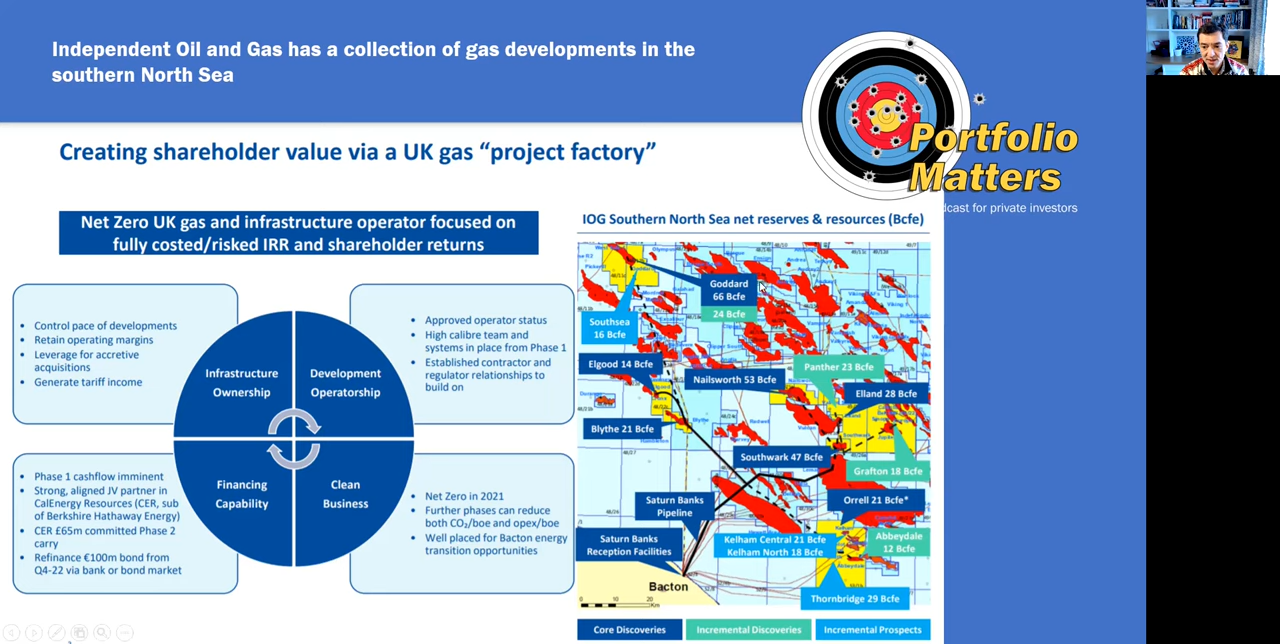 Independent Oil and Gas has a collection of gas developments in the
southern North Sea
Portfolio
Matters
dcast for private investors
Creating shareholder value via a UK gas “project factory”
Net Zero UK gas and infrastructure operator focused on
fully costed/risked IRR and shareholder returns
• Control pace of developments
• Retain operating margins
• Leverage for accretive
acquisitions
• Generate tariff income
• Approved operator status
• High calibre team and
systems in place from Phase 1
• Established contractor and
regulator relationships to
build on
Infrastructure
Ownership
Development
Operatorship
Financing
Capability
Clean
Business
• Phase 1 cashflow imminent
• Strong, aligned JV partner in
CalEnergy Resources (CER, sub
of Berkshire Hathaway Energy)
• CER £65m committed Phase 2
carry
• Refinance €100m bond from
Q4-22 via bank or bond market
• Net Zero in 2021
• Further phases can reduce
both CO₂/boe and opex/boe
• Well placed for Bacton energy
transition opportunities
IOG Southern North Sea net reserves & resources (Bcfe)
Goddard
66 Bcfe
24 Bcfe
Southsea
16 Bcfe
Elgood 14 Bcfe
Panther 23 Bcfe
Nailsworth 53 Bcfe
Elland 28 Bcfe
Blythe 21 Bcfe
Southwark 47 Bcfe
Grafton 18 Bcfe
Saturn Banks
Pipeline
Orrell 21 Bcfe*
Saturn Banks
Reception Facilities
Kelham Central 21 Bcfe
Kelham North 18 Bcfe
Abbeydale
12 Bcfe
Bacton
Thornbridge 29 Bcfe
0 10 20
Km
Core Discoveries
Incremental Discoveries
Incremental Prospects